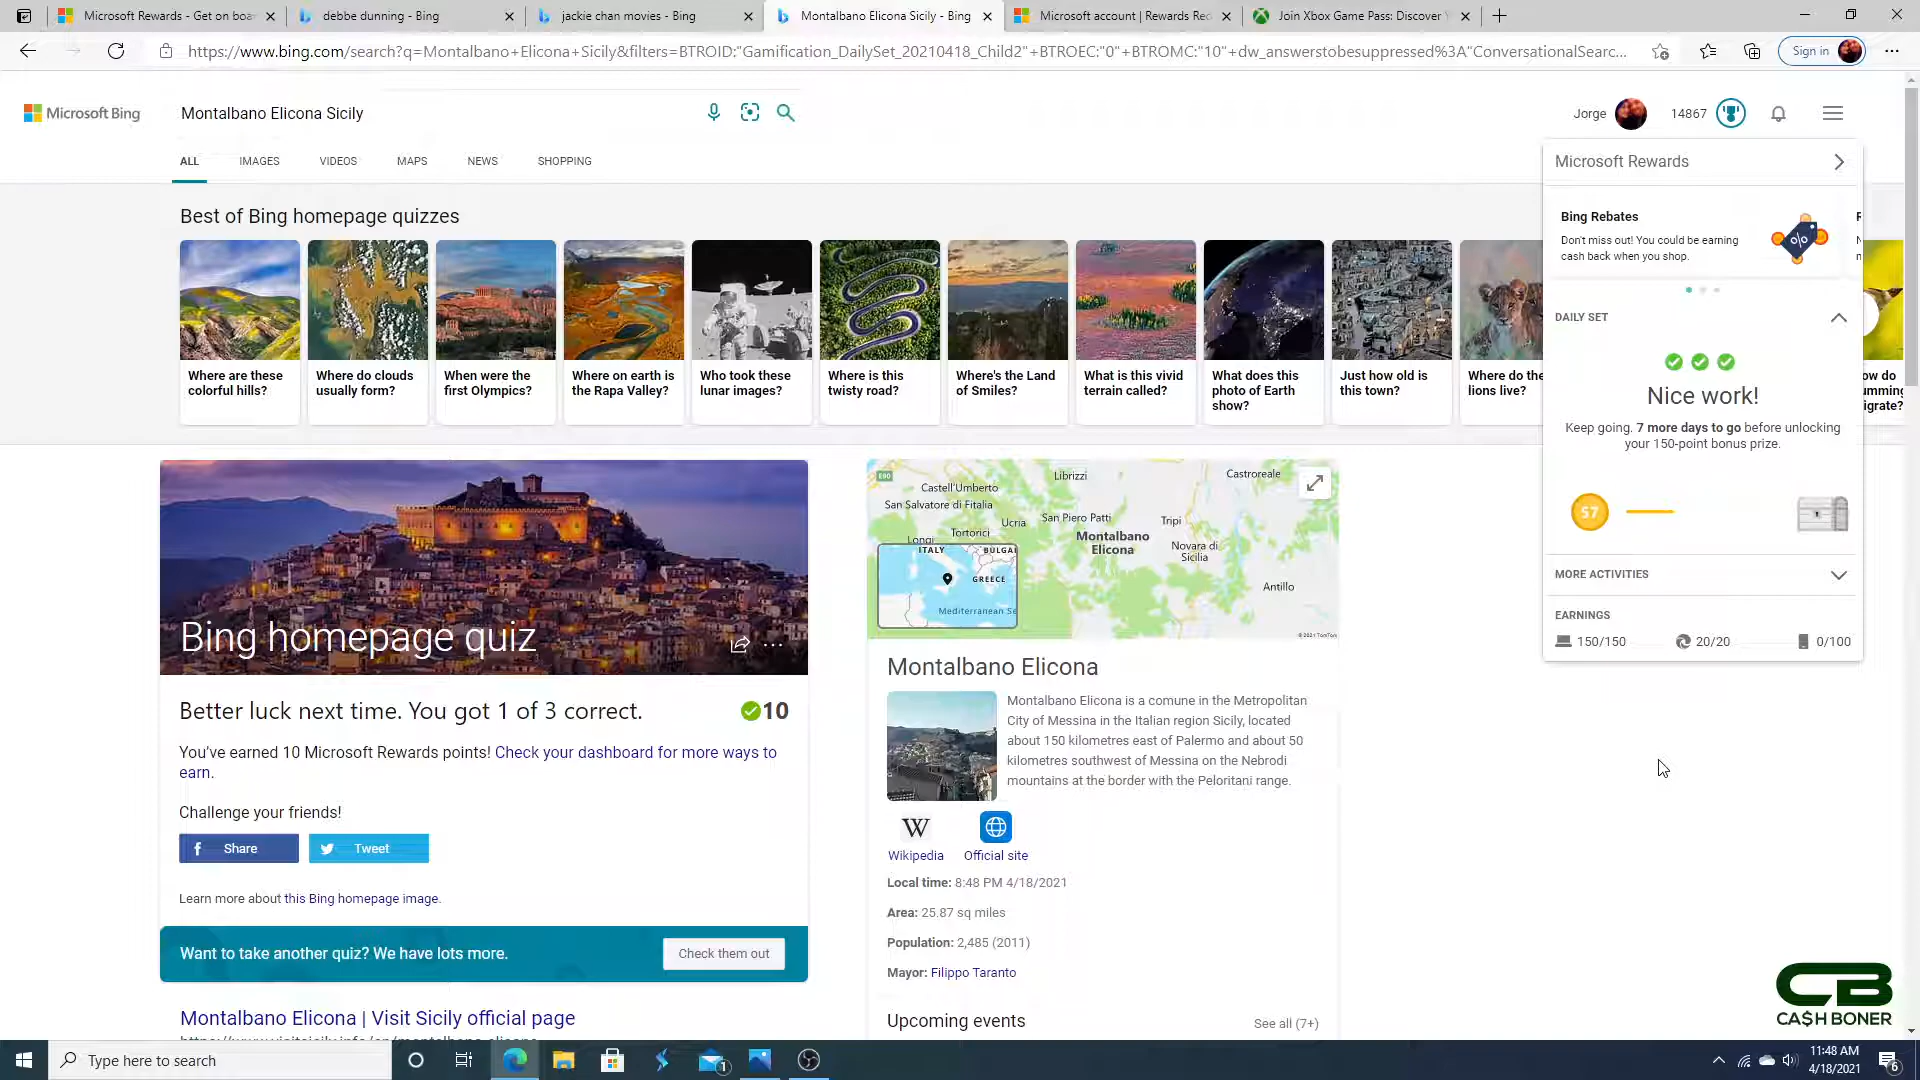 Microsoft Rewards - Get on boa
debbe dunning - Bing
jackie chan movies - Bing
Montalbano Elicona Sicily - Bing
Microsoft account | Rewards Re
Join Xbox Game Pass: Discover
https://www.bing.com/search?q=Montalbano+Elicona+Sicily&filters=BTROID:"Gamification_DailySet_20210418_Child2"+BTROEC:"0"+BTROMC:"10"+dw_answerstobesuppressed%3A"ConversationalSearc...
Sign in
Microsoft Bing
Montalbano Elicona Sicily
Jorge
14867
ALL
IMAGES
VIDEOS
MAPS
NEWS
SHOPPING
Best of Bing homepage quizzes
Where are these
colorful hills?
Where do clouds
usually form?
When were the
first Olympics?
Where on earth is
the Rapa Valley?
Who took these
lunar images?
Where is this
twisty road?
Where's the Land
of Smiles?
What is this vivid
terrain called?
What does this
photo of Earth
show?
Just how old is
this town?
Where do the
lions live?
ow do
umming
igrate?
Microsoft Rewards
Bing Rebates
Don't miss out! You could be earning
cash back when you shop.
%
DAILY SET
Nice work!
Keep going. 7 more days to go before unlocking
your 150-point bonus prize.
57
MORE ACTIVITIES
EARNINGS
150/150
20/20
0/100
Bing homepage quiz
Better luck next time. You got 1 of 3 correct.
10
You've earned 10 Microsoft Rewards points! Check your dashboard for more ways to
earn.
Challenge your friends!
Share
Tweet
Learn more about this Bing homepage image.
Want to take another quiz? We have lots more.
Check them out
Montalbano Elicona | Visit Sicily official page
E90
Librizzi
Castroreale
Castell'Umberto
San Salvatore di Fitalia
Ucria
San Piero Patti
Tripi
Tortorici
Longi
Montalbano
Elicona
Novara di
Sicilia
Antillo
ITALY
BULGAI
GREECE
Mediterranean Se
© 2021 TomTom
Montalbano Elicona
Montalbano Elicona is a comune in the Metropolitan
City of Messina in the Italian region Sicily, located
about 150 kilometres east of Palermo and about 50
kilometres southwest of Messina on the Nebrodi
mountains at the border with the Peloritani range.
W
Wikipedia
Official site
Local time: 8:48 PM 4/18/2021
Area: 25.87 sq miles
Population: 2,485 (2011)
Mayor: Filippo Taranto
Upcoming events
See all (7+)
CB
CA$H BONER
Type here to search
1
11:48 AM
4/18/2021
6